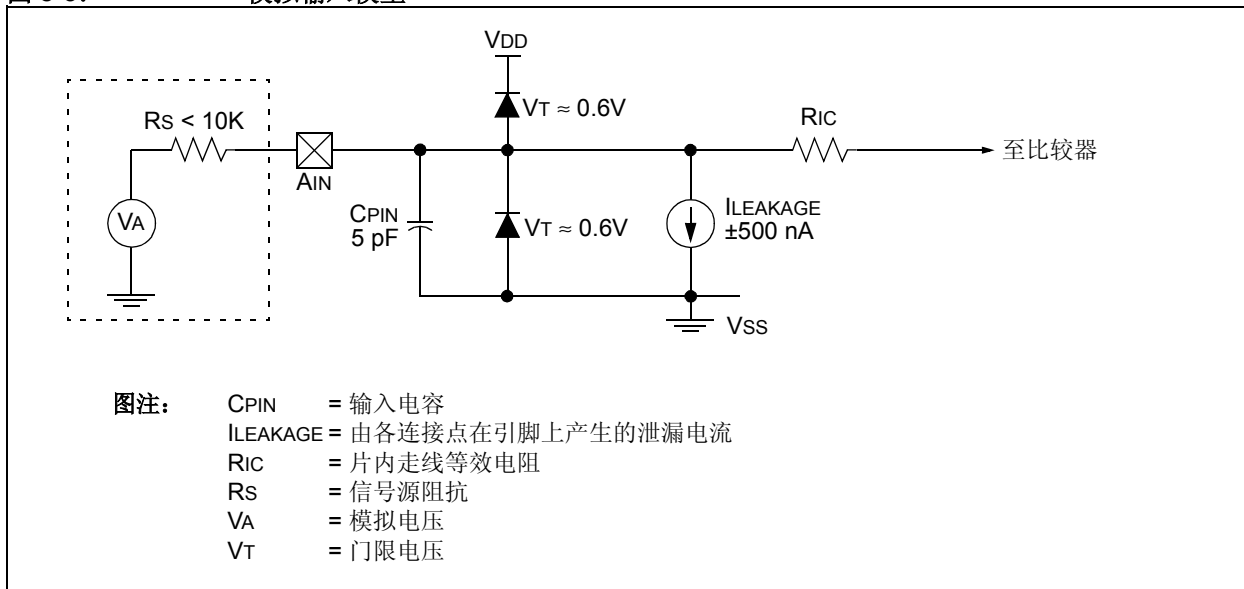 VDD
VT ≈ 0.6V
RS < 10K
RIC
至比较器
AIN
VA
CPIN
5 pF
VT ≈ 0.6V
ILEAKAGE
±500 nA
VSS
图注： CPIN = 输入电容
ILEAKAGE = 由各连接点在引脚上产生的泄漏电流
RIC = 片内走线等效电阻
RS = 信号源阻抗
VA = 模拟电压
VT = 门限电压